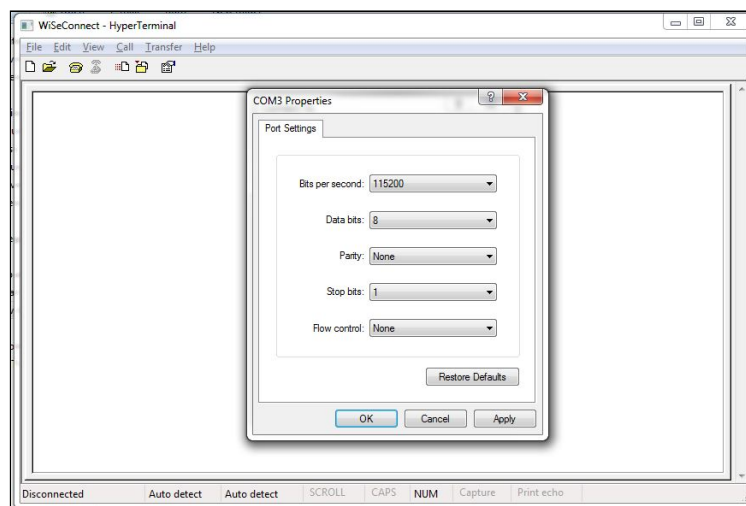 WiSeConnect - HyperTerminal
File Edit View Call Transfer Help
COM3 Properties
Port Settings
Bits per second: 115200
Data bits: 8
Parity: None
Stop bits: 1
Flow control: None
Restore Defaults
OK Cancel Apply
Disconnected Auto detect Auto detect SCROLL CAPS NUM Capture Print echo